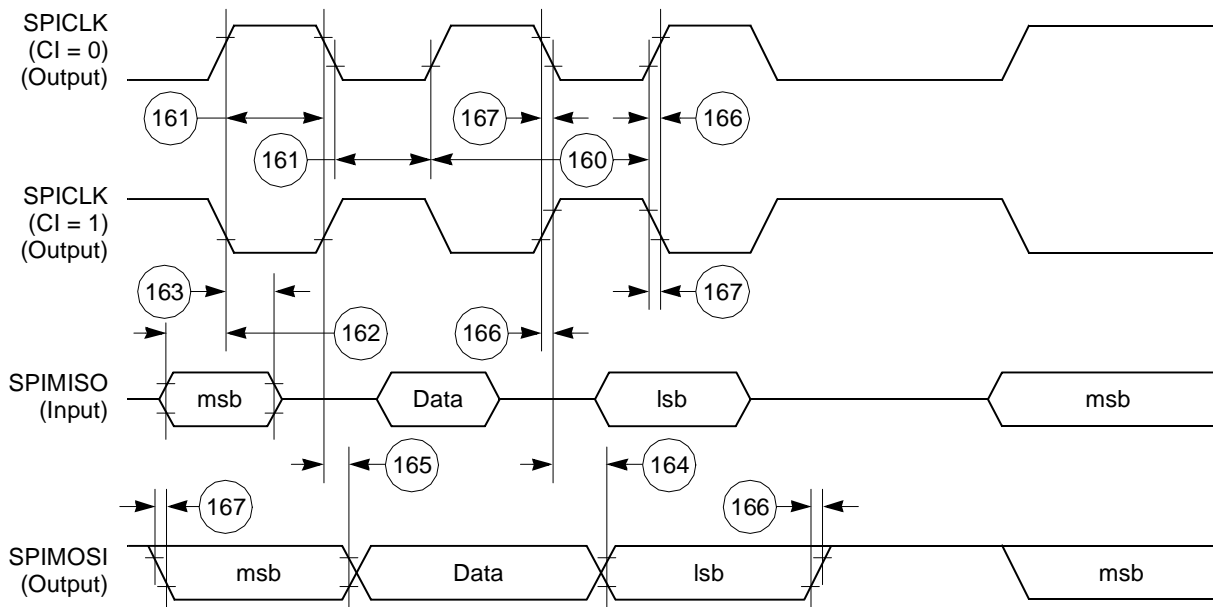 SPICLK
(CI = 0)
(Output)
161
167
166
161
160
SPICLK
(CI = 1)
(Output)
163
167
162
166
SPIMISO
(Input)
msb
Data
lsb
msb
165
164
167
166
SPIMOSI
(Output)
msb
Data
lsb
msb